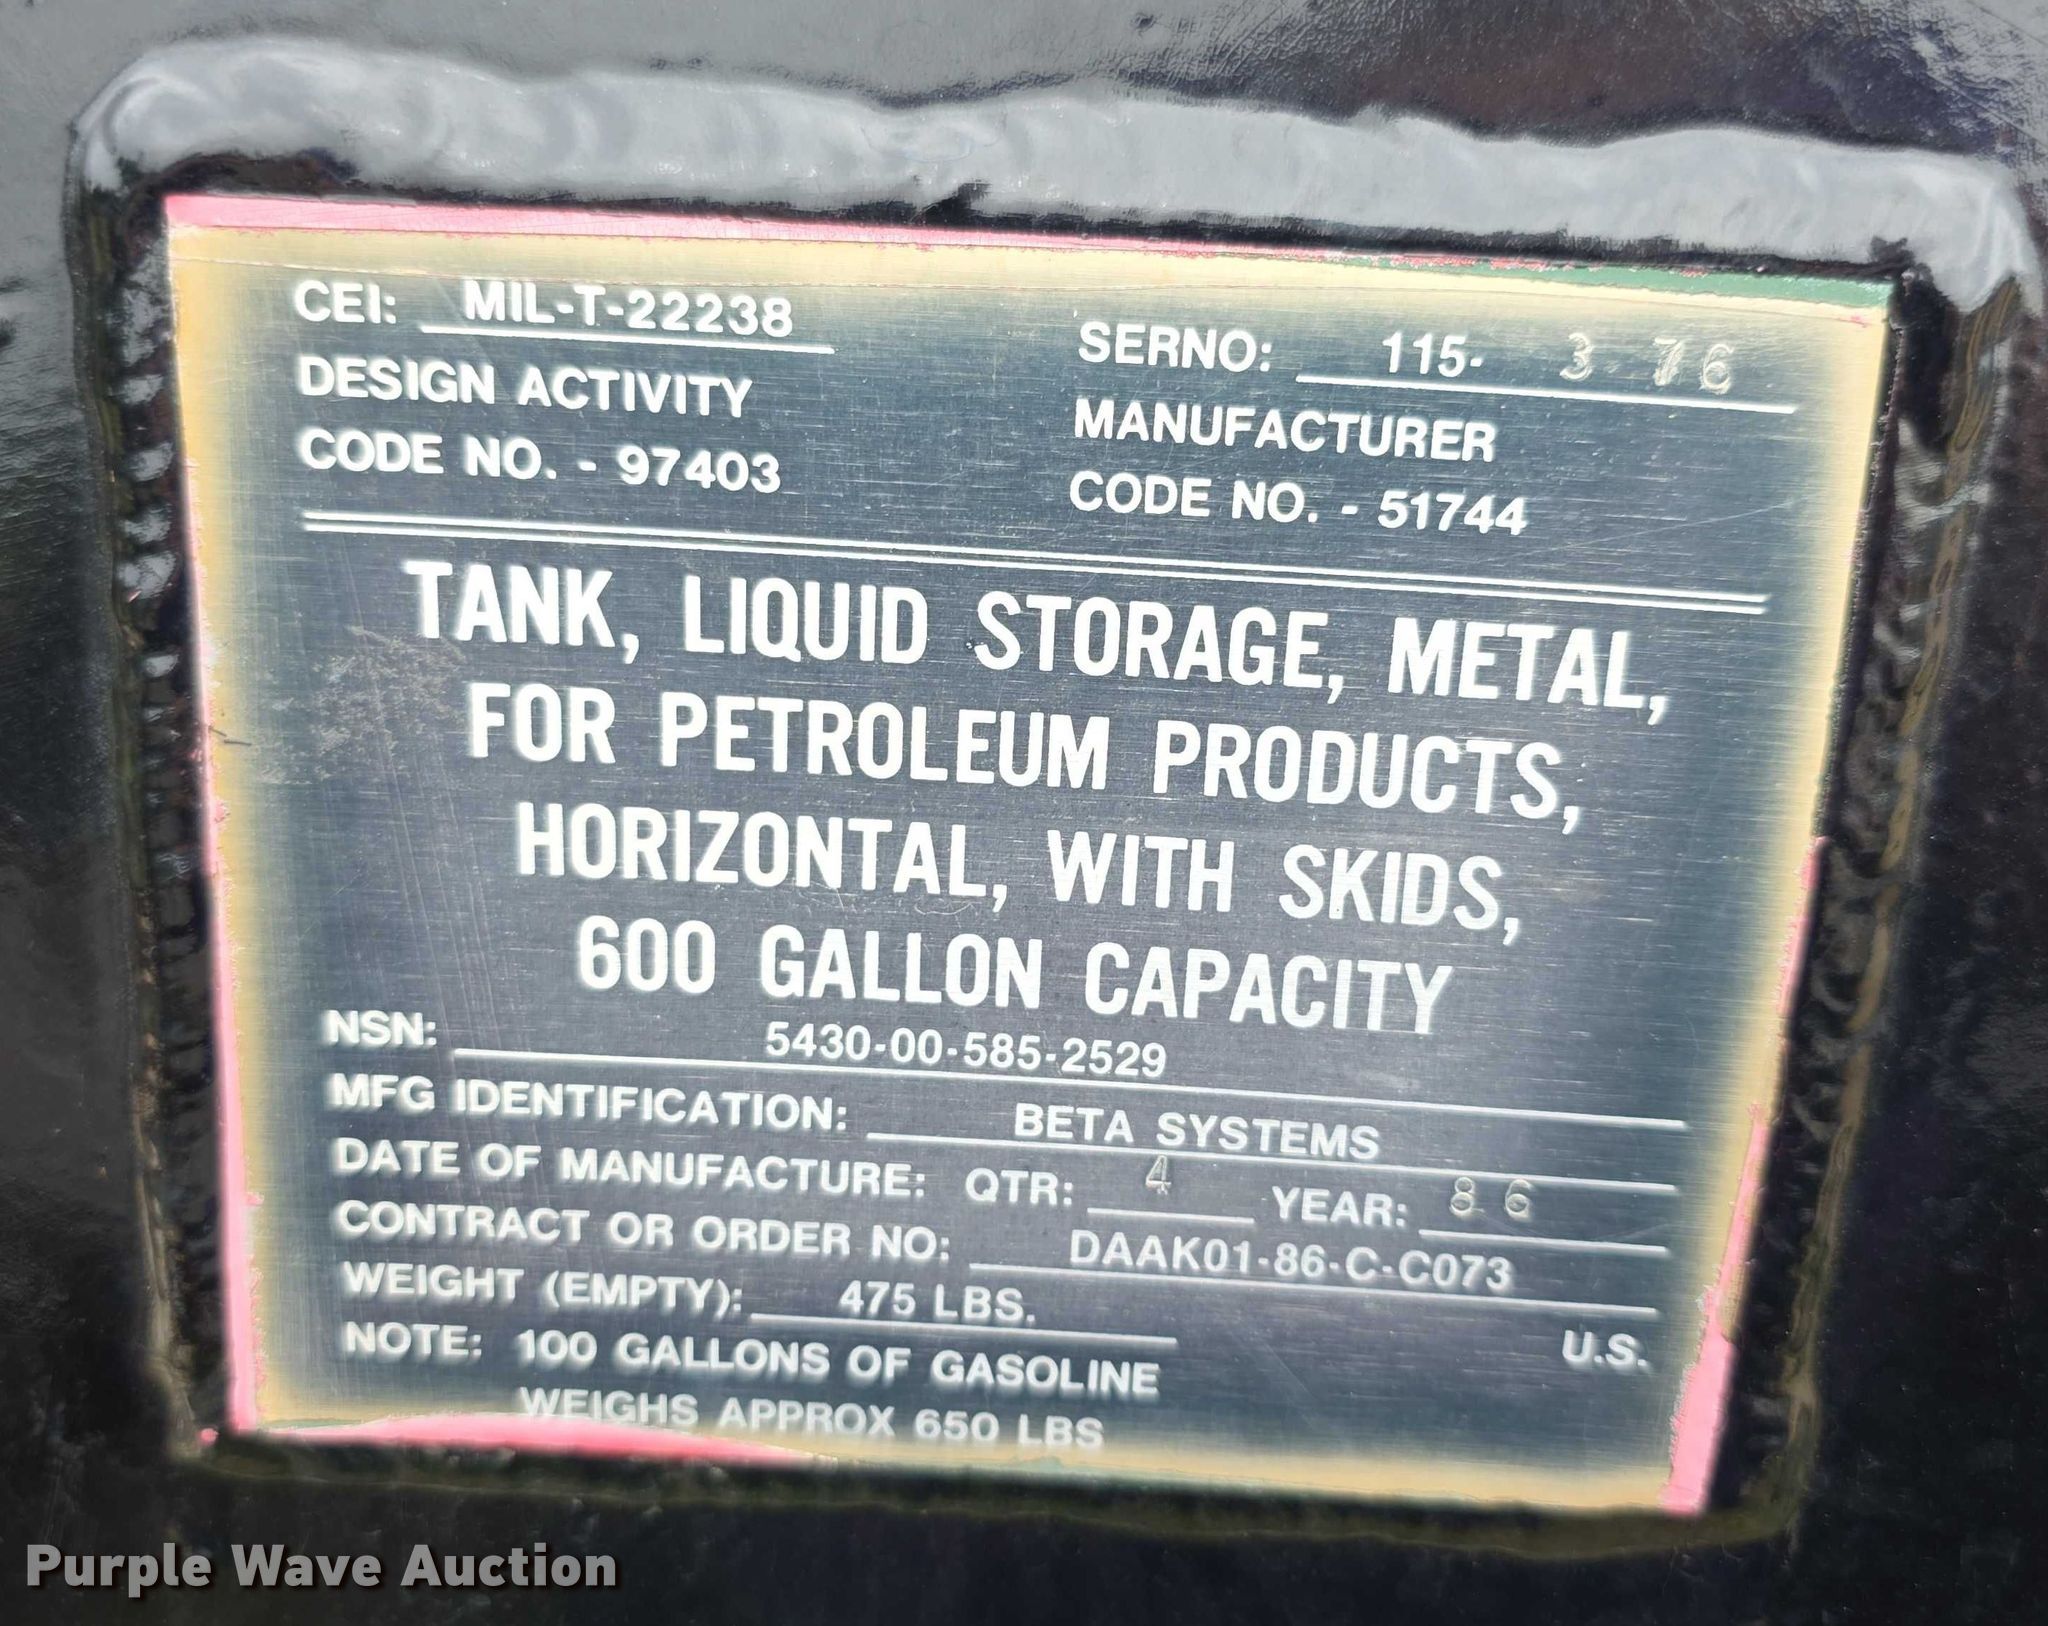 CEI: MIL-T-22238
SERNO: 115- 3 76
DESIGN ACTIVITY
CODE NO. - 97403
MANUFACTURER
CODE NO. - 51744
TANK, LIQUID STORAGE, METAL,
FOR PETROLEUM PRODUCTS,
HORIZONTAL, WITH SKIDS,
600 GALLON CAPACITY
NSN: 5430-00-585-2529
MFG IDENTIFICATION: BETA SYSTEMS
DATE OF MANUFACTURE: QTR: 4 YEAR: 86
CONTRACT OR ORDER NO: DAAK01-86-C-C073
WEIGHT (EMPTY): 475 LBS.
U.S.
NOTE: 100 GALLONS OF GASOLINE
WEIGHS APPROX 650 LBS
Purple Wave Auction